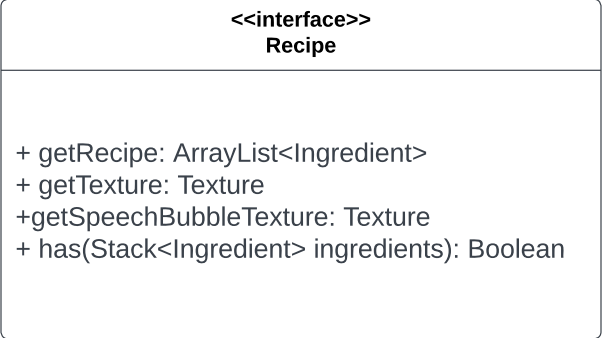 <<interface>>
Recipe
+ getRecipe: ArrayList<Ingredient>
+ getTexture: Texture
+getSpeechBubbleTexture: Texture
+ has(Stack<Ingredient> ingredients): Boolean